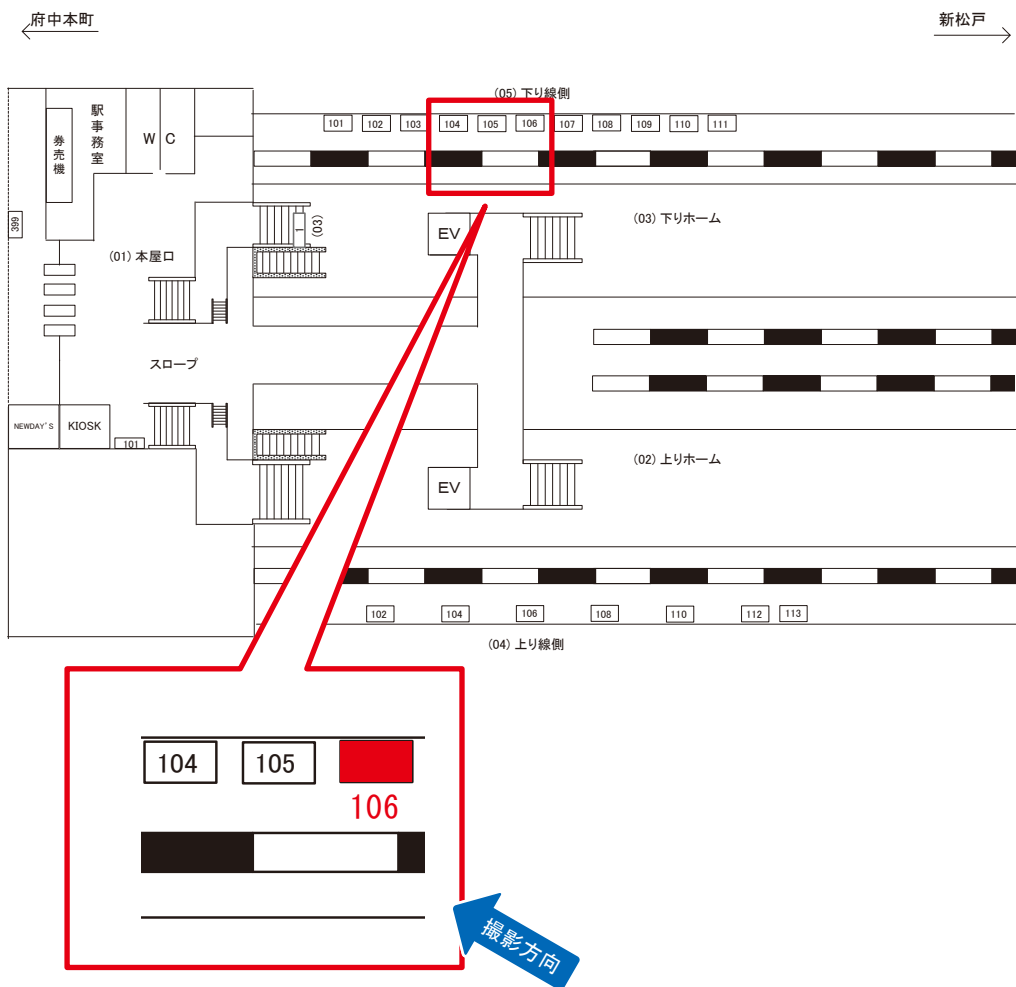 府中本町
新松戸
(05) 下り線側
101 102 103 104 105 106 107 108 109 110 111
駅事務室
券売機
W C
399
1
(03)
EV
(03) 下りホーム
(01) 本屋口
スロープ
NEWDAY'S
KIOSK
101
(02) 上りホーム
EV
102 104 106 108 110 112 113
(04) 上り線側
104 105
106
撮影方向